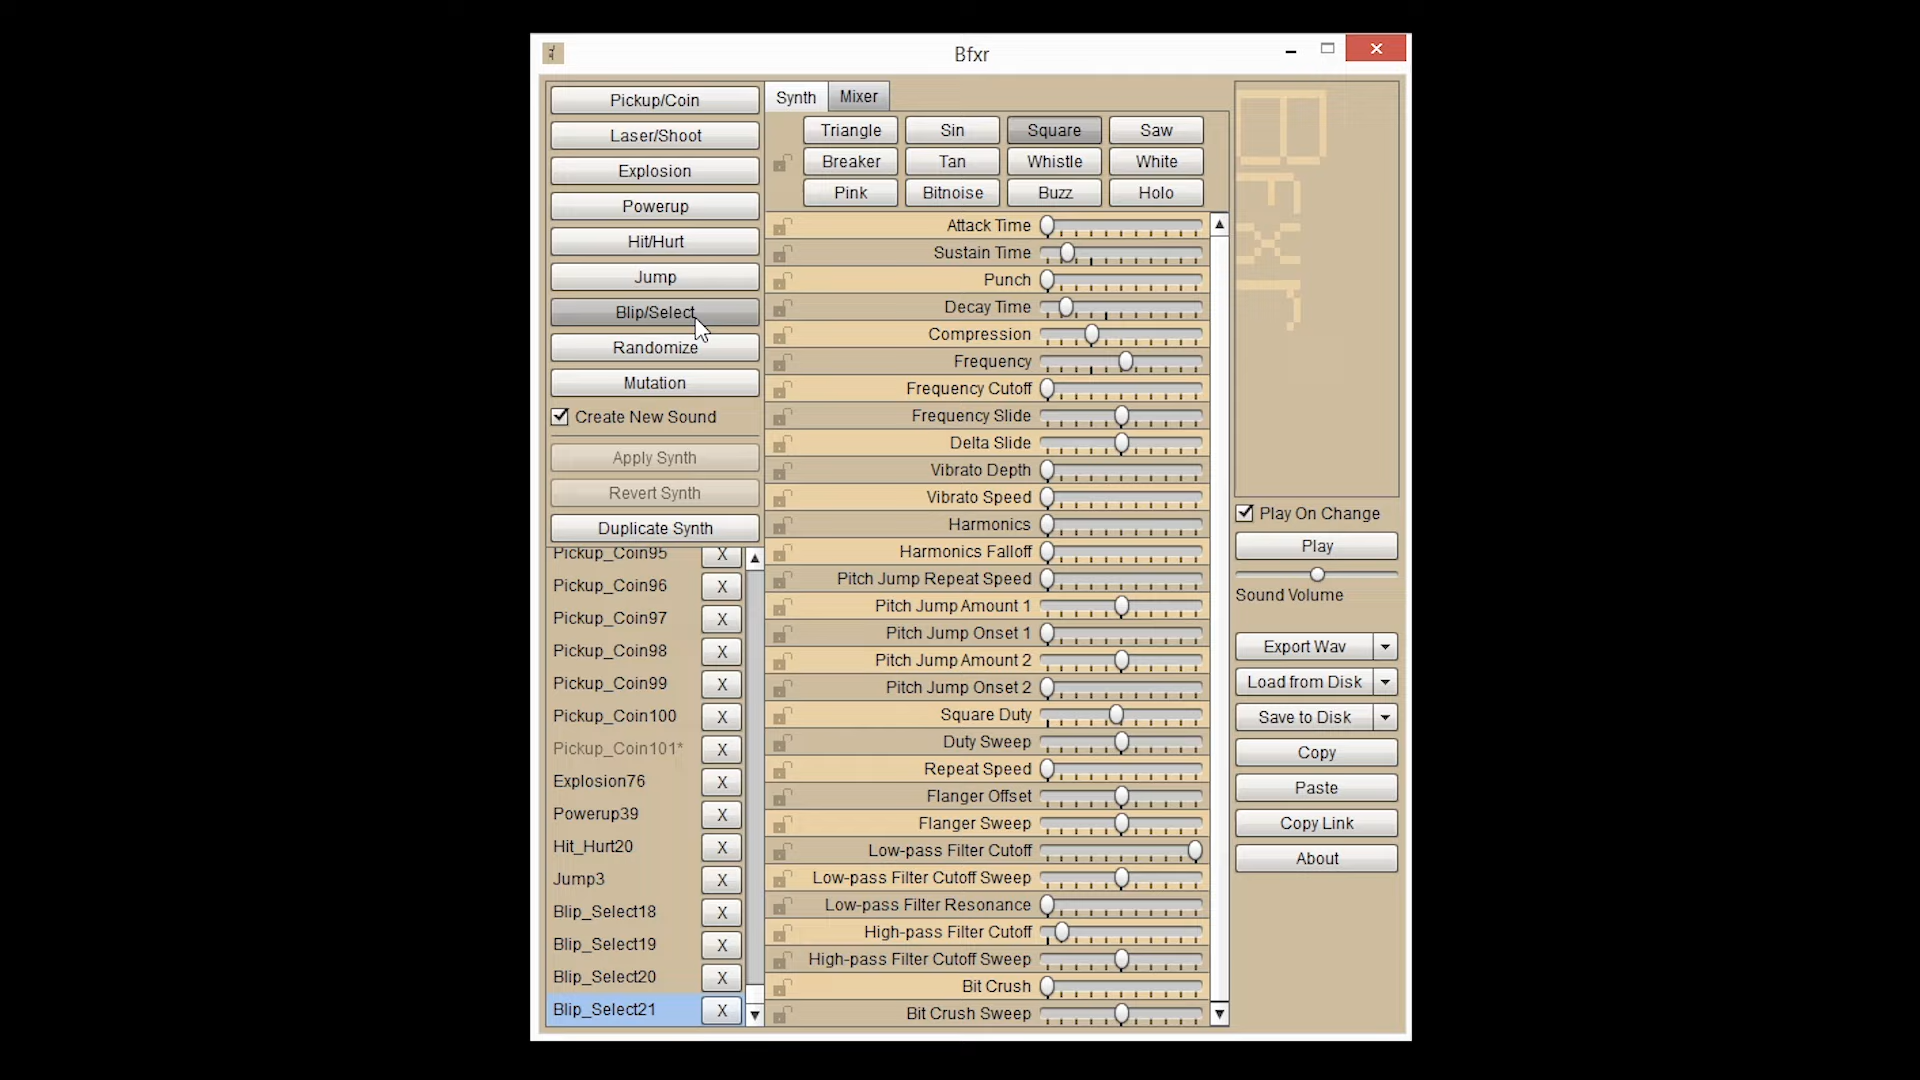 Bfxr
Pickup/Coin
Laser/Shoot
Explosion
Powerup
Hit/Hurt
Jump
Blip/Select
Randomize
Mutation
Create New Sound
Apply Synth
Revert Synth
Duplicate Synth
Pickup_Coin95 X
Pickup_Coin96 X
Pickup_Coin97 X
Pickup_Coin98 X
Pickup_Coin99 X
Pickup_Coin100 X
Pickup_Coin101* X
Explosion76 X
Powerup39 X
Hit_Hurt20 X
Jump3 X
Blip_Select18 X
Blip_Select19 X
Blip_Select20 X
Blip_Select21 X
Synth Mixer
Triangle Sin Square Saw
Breaker Tan Whistle White
Pink Bitnoise Buzz Holo
Attack Time
Sustain Time
Punch
Decay Time
Compression
Frequency
Frequency Cutoff
Frequency Slide
Delta Slide
Vibrato Depth
Vibrato Speed
Harmonics
Harmonics Falloff
Pitch Jump Repeat Speed
Pitch Jump Amount 1
Pitch Jump Onset 1
Pitch Jump Amount 2
Pitch Jump Onset 2
Square Duty
Duty Sweep
Repeat Speed
Flanger Offset
Flanger Sweep
Low-pass Filter Cutoff
Low-pass Filter Cutoff Sweep
Low-pass Filter Resonance
High-pass Filter Cutoff
High-pass Filter Cutoff Sweep
Bit Crush
Bit Crush Sweep
Bfxr
Play On Change
Play
Sound Volume
Export Wav
Load from Disk
Save to Disk
Copy
Paste
Copy Link
About